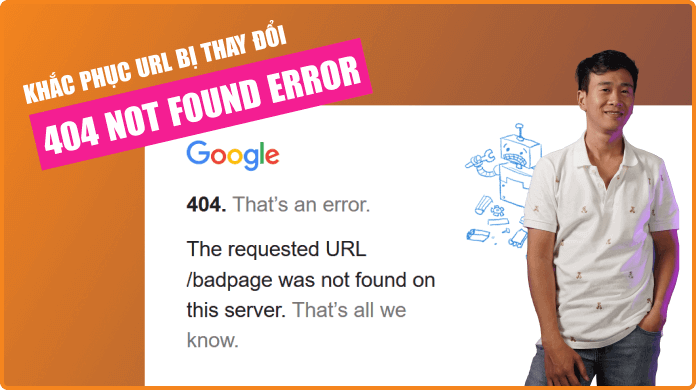 KHẮC PHỤC URL BỊ THAY ĐỔI
404 NOT FOUND ERROR
Google
404. That's an error.
The requested URL
/badpage was not found on
this server. That's all we
know.